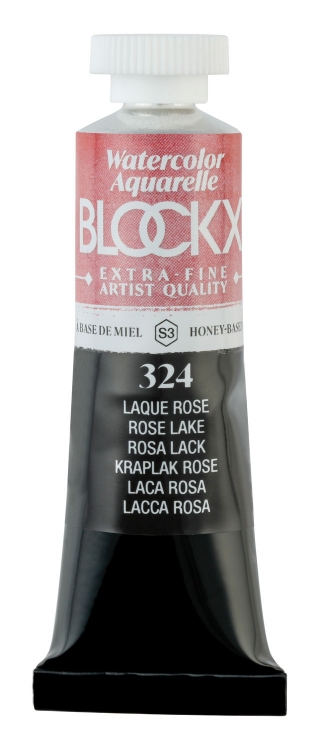 Watercolor
Aquarelle
BLOCKX
EXTRA-FINE
ARTIST QUALITY
A BASE DE MIEL S3 HONEY-BASE
324
LAQUE ROSE
ROSE LAKE
ROSA LACK
KRAPLAK ROSE
LACA ROSA
LACCA ROSA